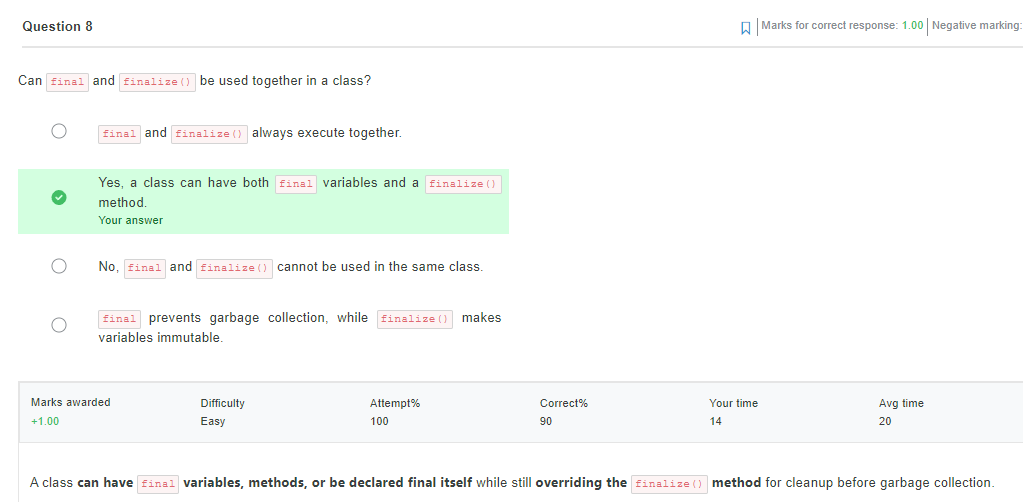 Question 8
Marks for correct response: 1.00 Negative marking:
Can final and finalize() be used together in a class?
final and finalize() always execute together.
Yes, a class can have both final variables and a finalize()
method.
Your answer
No, final and finalize() cannot be used in the same class.
final prevents garbage collection, while finalize() makes
variables immutable.
Marks awarded Difficulty Attempt% Correct% Your time Avg time
+1.00 Easy 100 90 14 20
A class can have final variables, methods, or be declared final itself while still overriding the finalize() method for cleanup before garbage collection.